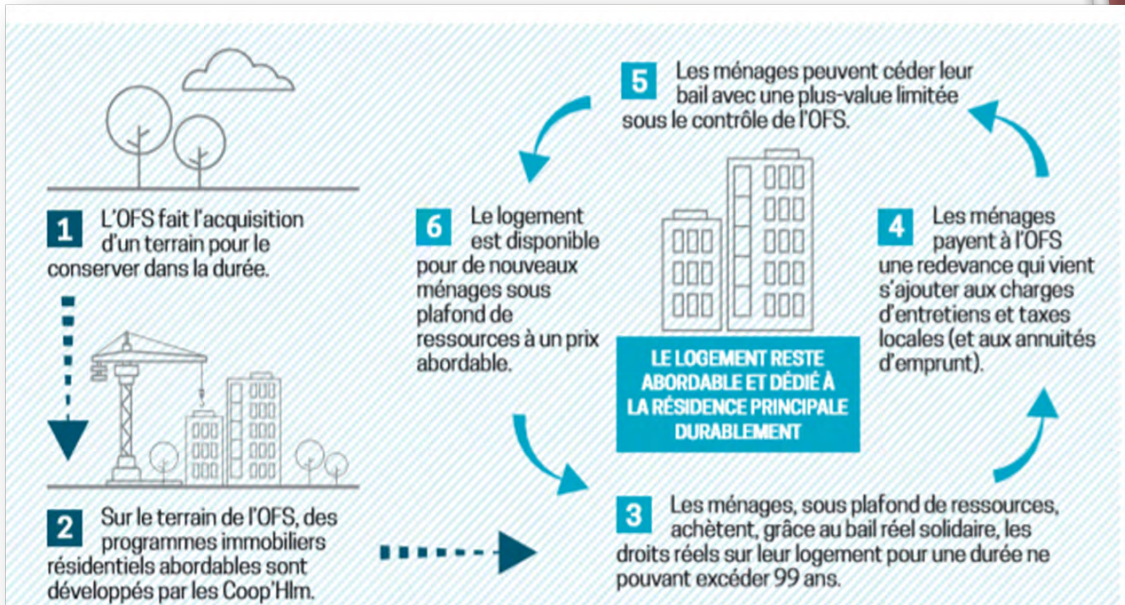 1 L'OFS fait l'acquisition
d'un terrain pour le
conserver dans la durée.
2 Sur le terrain de l'OFS, des
programmes immobiliers
résidentiels abordables sont
développés par les Coop'Hlm.
3 Les ménages, sous plafond de ressources,
achètent, grâce au bail réel solidaire, les
droits réels sur leur logement pour une durée ne
pouvant excéder 99 ans.
4 Les ménages
payent à l'OFS
une redevance qui vient
s'ajouter aux charges
d'entretiens et taxes
locales (et aux annuités
d'emprunt).
5 Les ménages peuvent céder leur
bail avec une plus-value limitée
sous le contrôle de l'OFS.
6 Le logement
est disponible
pour de nouveaux
ménages sous
plafond de
ressources à un prix
abordable.
LE LOGEMENT RESTE
ABORDABLE ET DÉDIÉ À
LA RÉSIDENCE PRINCIPALE
DURABLEMENT